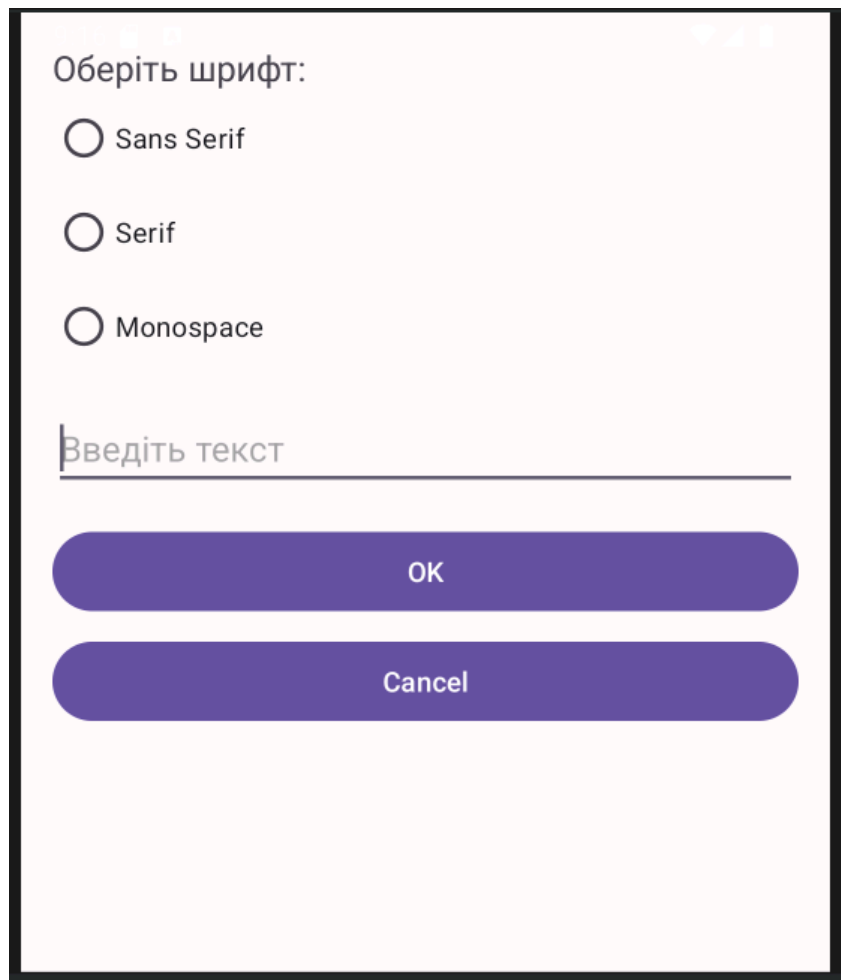 Оберіть шрифт:
Sans Serif
Serif
Monospace
Введіть текст
OK
Cancel